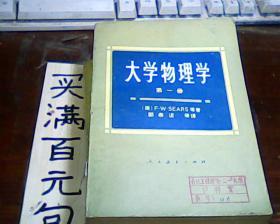 买满百元包
大学物理学
第一册
(美) F·W·SEARS 等著
郭泰运 等译
人民教育出版社